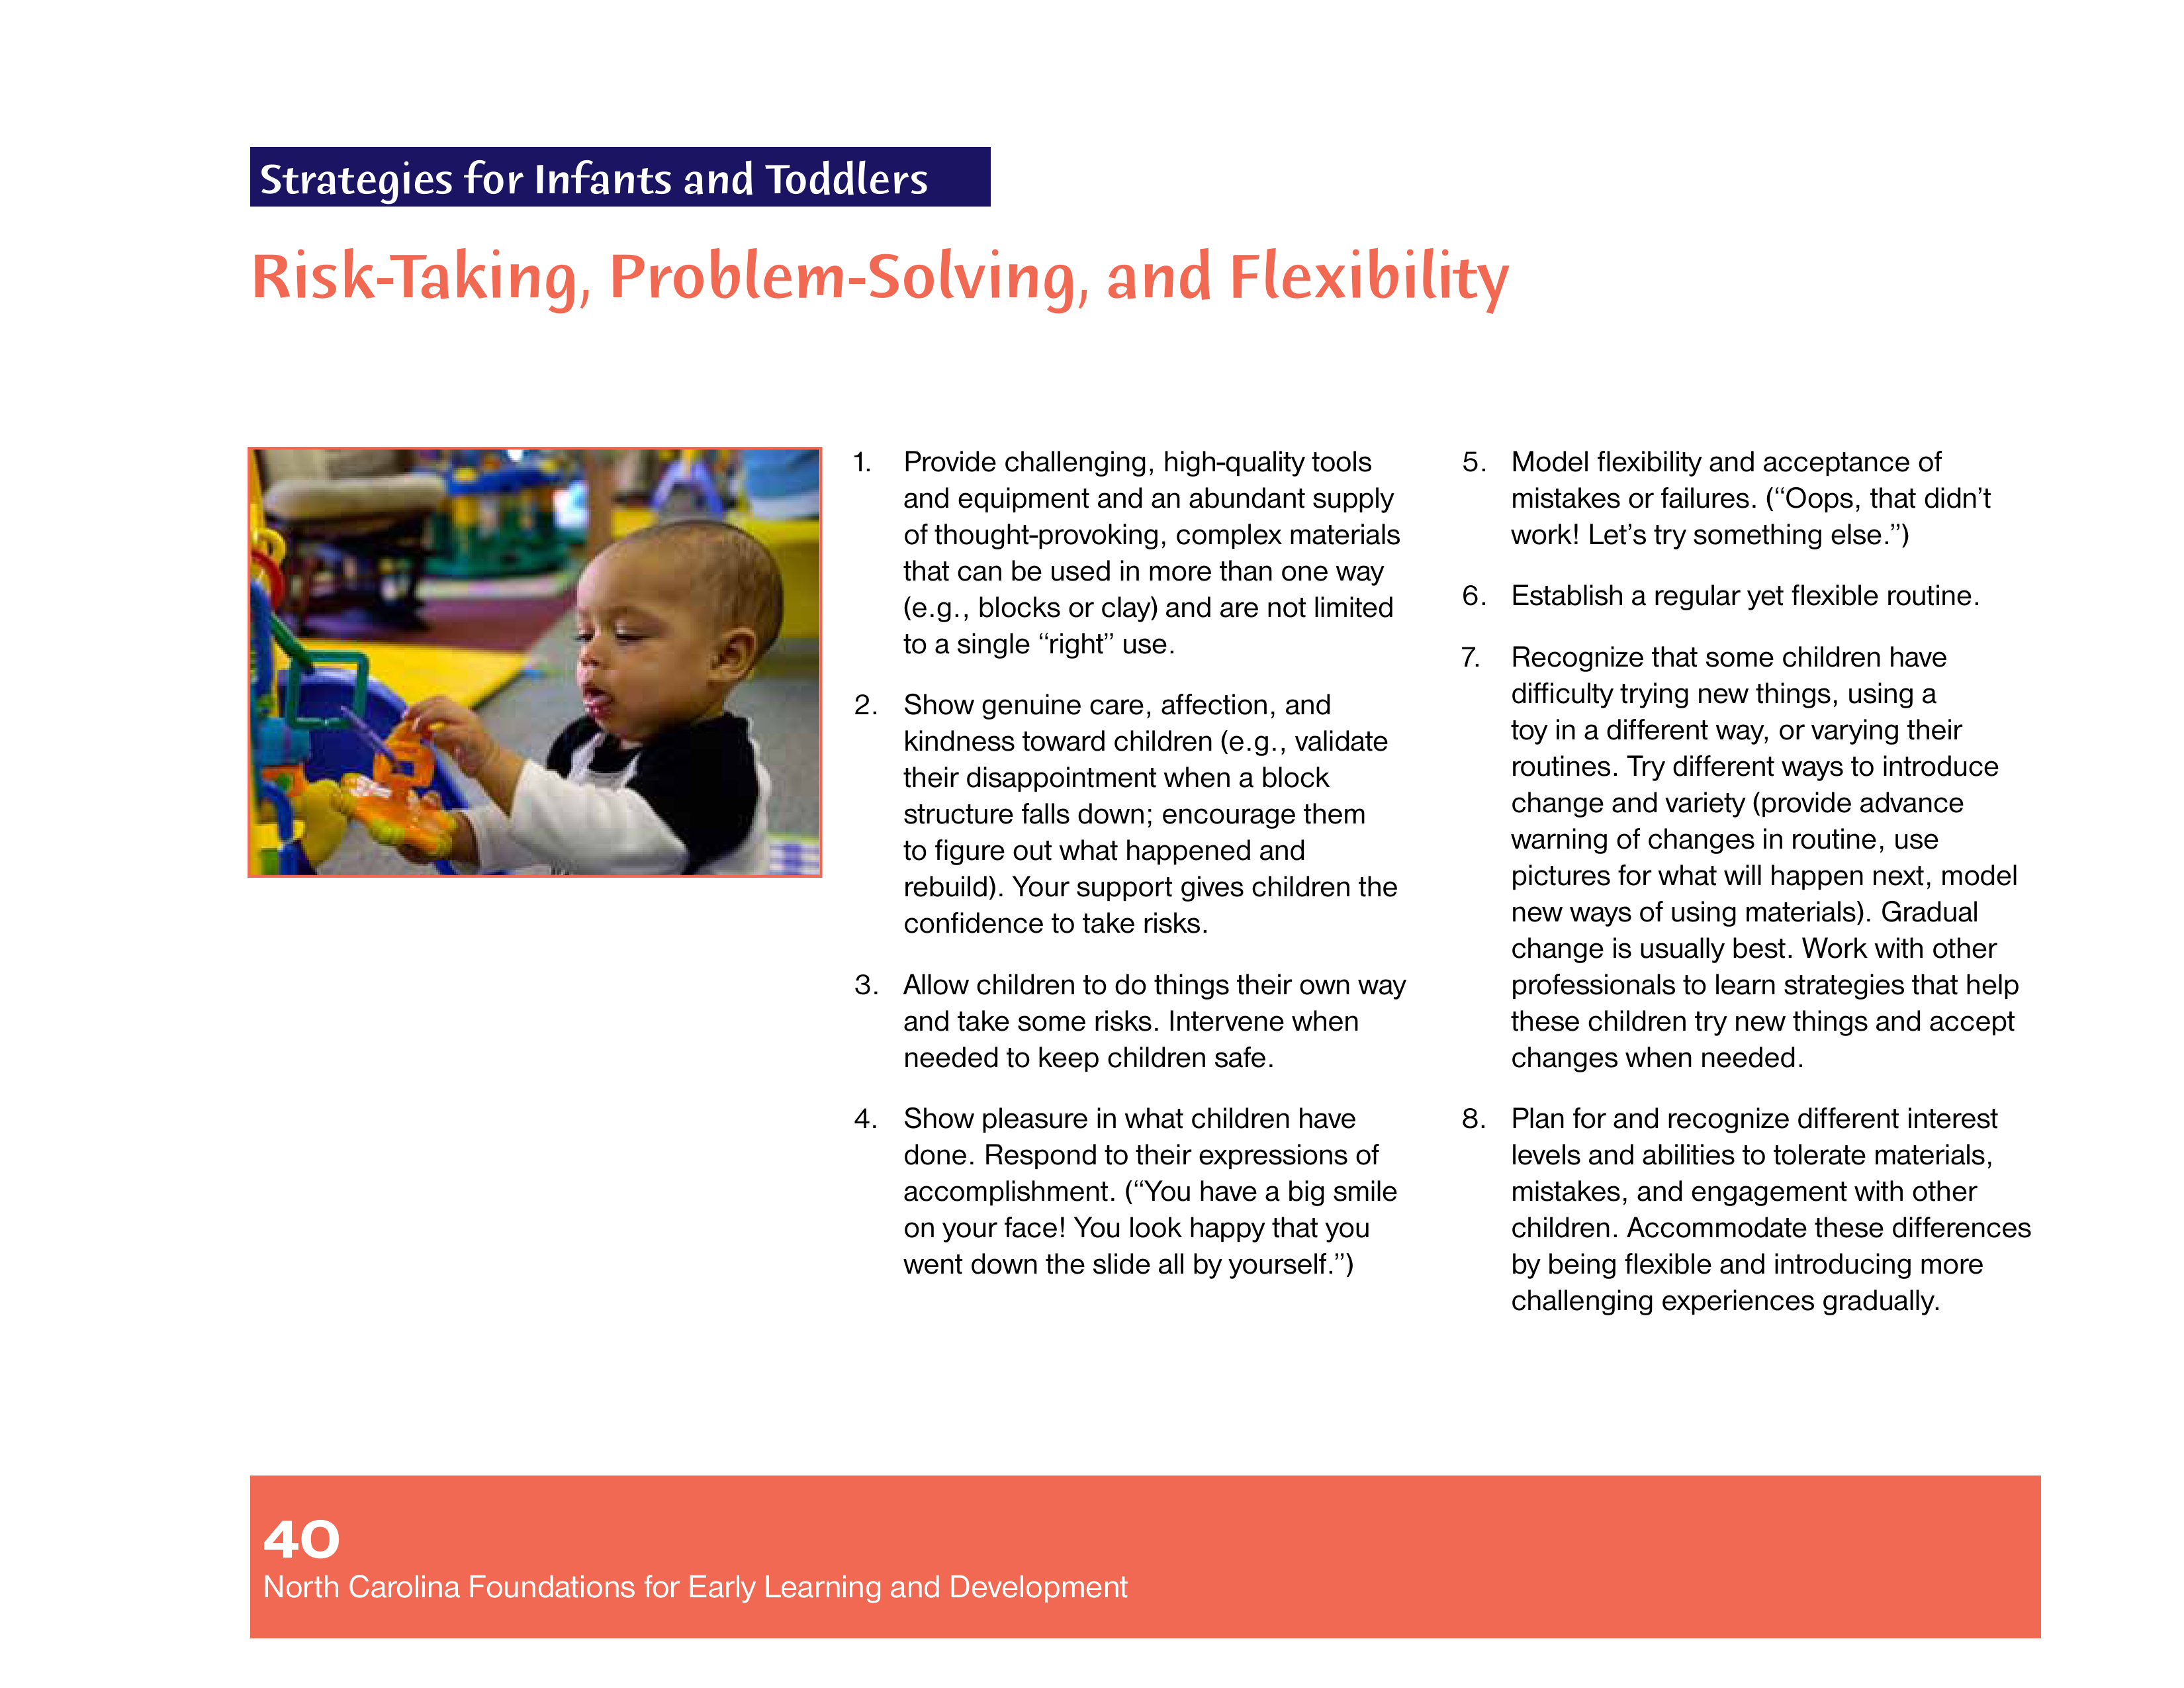 Strategies for Infants and Toddlers
Risk-Taking, Problem-Solving, and Flexibility
1. Provide challenging, high-quality tools
and equipment and an abundant supply
of thought-provoking, complex materials
that can be used in more than one way
(e.g., blocks or clay) and are not limited
to a single “right” use.
2. Show genuine care, affection, and
kindness toward children (e.g., validate
their disappointment when a block
structure falls down; encourage them
to figure out what happened and
rebuild). Your support gives children the
confidence to take risks.
3. Allow children to do things their own way
and take some risks. Intervene when
needed to keep children safe.
4. Show pleasure in what children have
done. Respond to their expressions of
accomplishment. (“You have a big smile
on your face! You look happy that you
went down the slide all by yourself.”)
5. Model flexibility and acceptance of
mistakes or failures. (“Oops, that didn’t
work! Let’s try something else.”)
6. Establish a regular yet flexible routine.
7. Recognize that some children have
difficulty trying new things, using a
toy in a different way, or varying their
routines. Try different ways to introduce
change and variety (provide advance
warning of changes in routine, use
pictures for what will happen next, model
new ways of using materials). Gradual
change is usually best. Work with other
professionals to learn strategies that help
these children try new things and accept
changes when needed.
8. Plan for and recognize different interest
levels and abilities to tolerate materials,
mistakes, and engagement with other
children. Accommodate these differences
by being flexible and introducing more
challenging experiences gradually.
40
North Carolina Foundations for Early Learning and Development